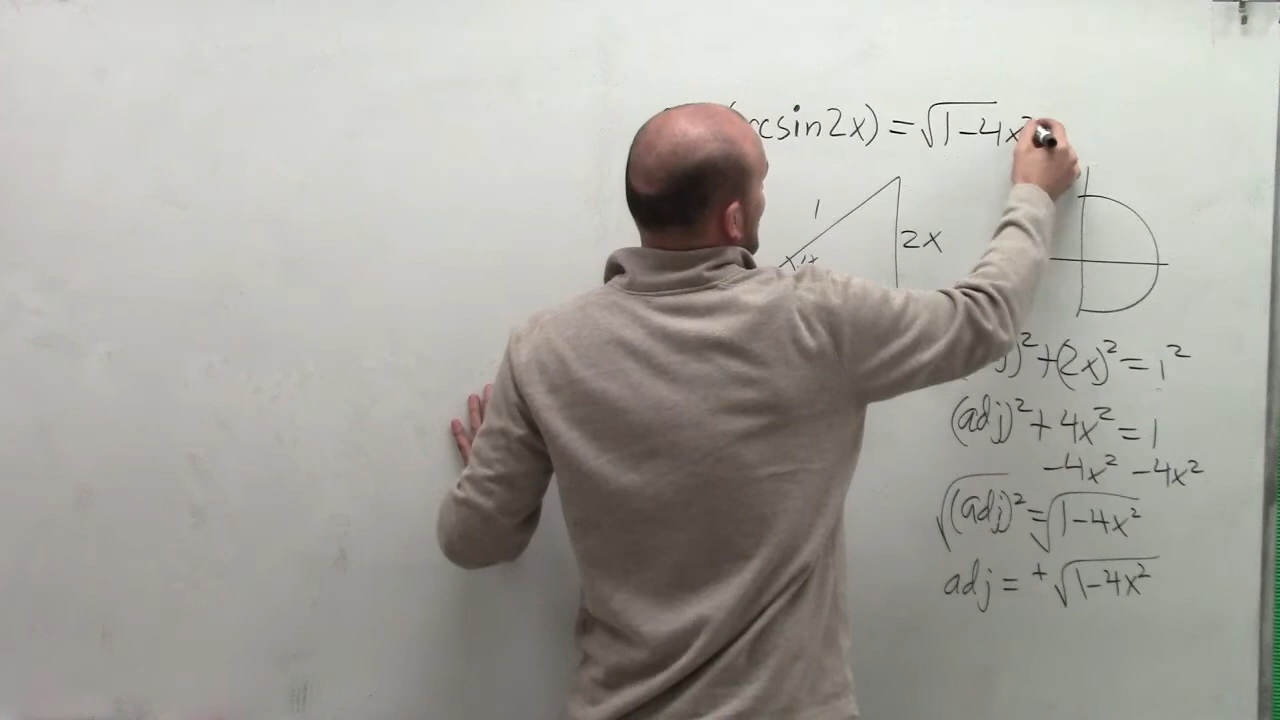 csin2x) = √1-4x²
1
2x
)² + (2x)² = 1²
(adj)² + 4x² = 1
-4x² -4x²
√(adj)² = √1-4x²
adj = + √1-4x²